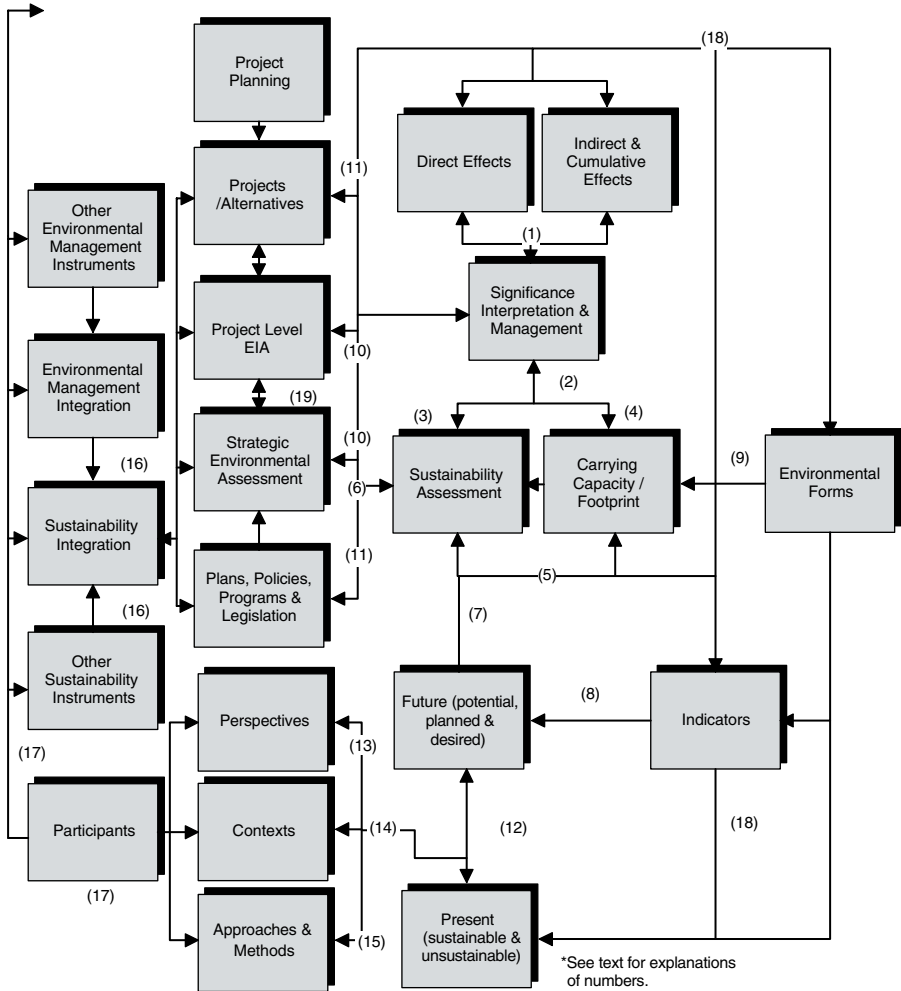 (18)
Project
Planning
Direct Effects
Indirect &
Cumulative
Effects
(11)
Projects
/Alternatives
Other
Environmental
Management
Instruments
(1)
Significance
Interpretation &
Management
Project Level
EIA
(10)
Environmental
Management
Integration
(2)
(19)
(3)
(4)
Strategic
Environmental
Assessment
(10)
(6)
Sustainability
Assessment
Carrying
Capacity /
Footprint
(9)
Environmental
Forms
(16)
Sustainability
Integration
(11)
Plans, Policies,
Programs &
Legislation
(5)
(16)
(7)
Other
Sustainability
Instruments
Perspectives
(13)
Future (potential,
planned &
desired)
(8)
Indicators
(17)
Participants
Contexts
(14)
(12)
(18)
(17)
Approaches &
Methods
(15)
Present
(sustainable &
unsustainable)
*See text for explanations
of numbers.